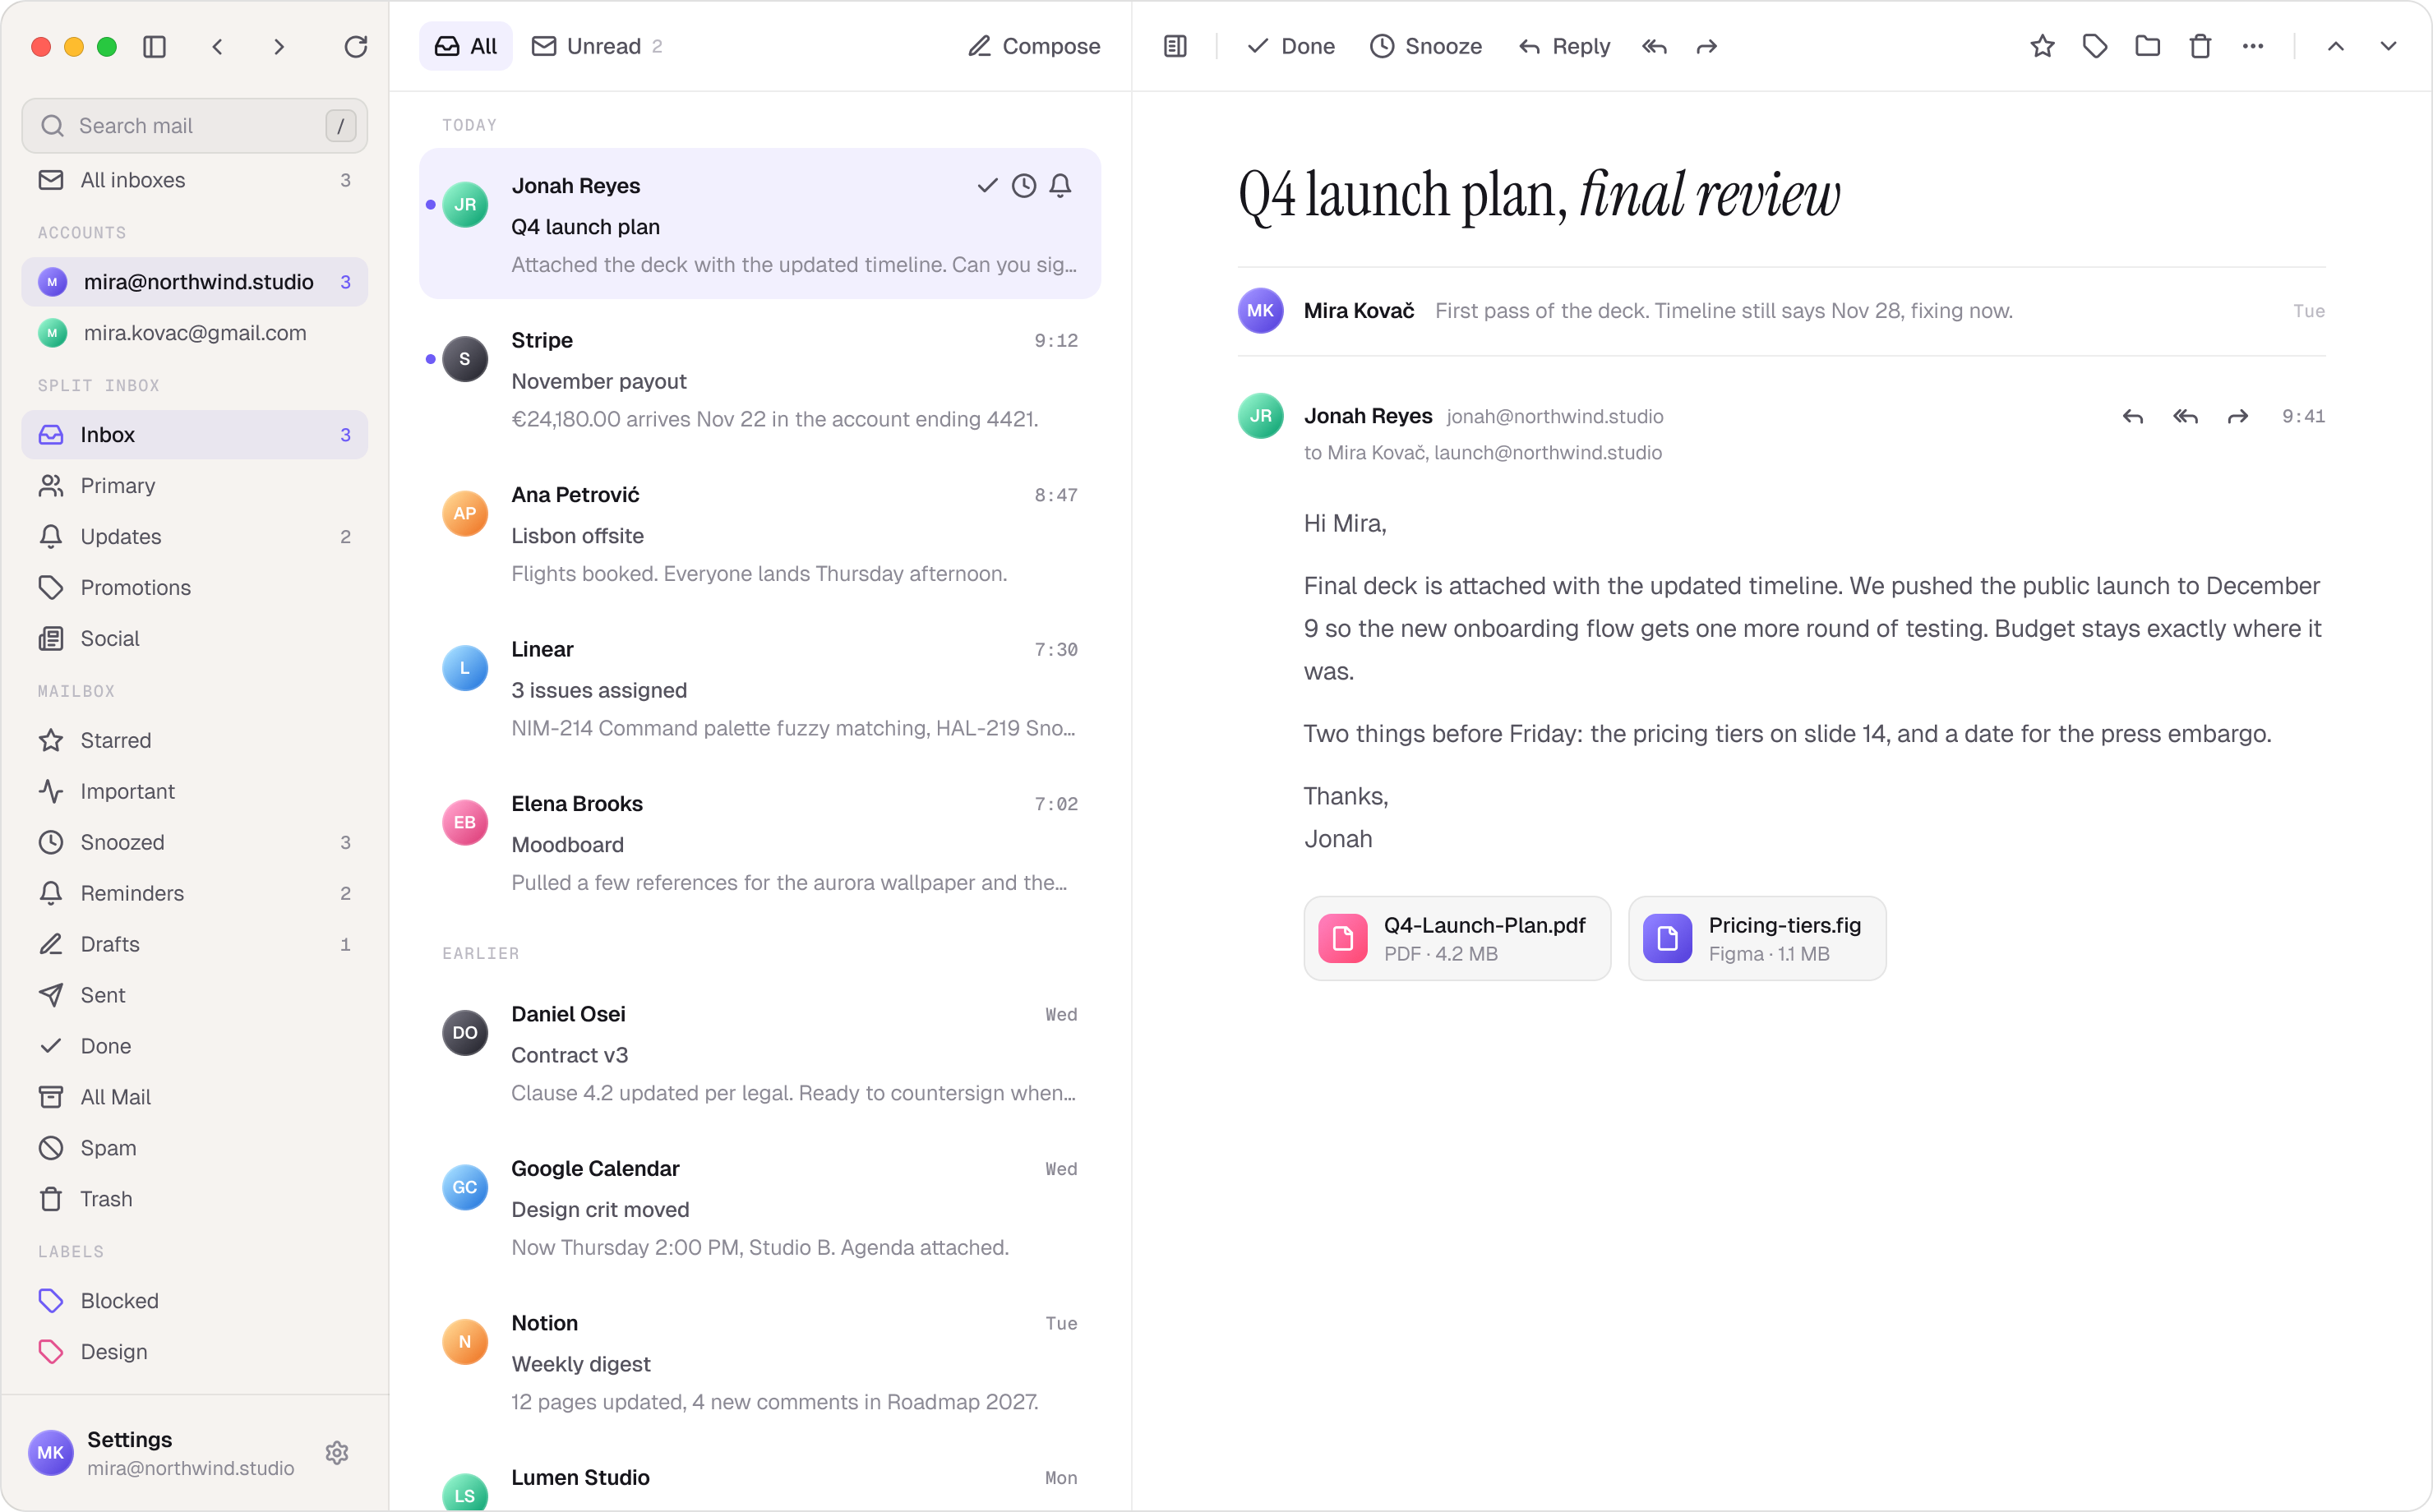 Search mail /
All inboxes 3
ACCOUNTS
M mira@northwind.studio 3
M mira.kovac@gmail.com
SPLIT INBOX
Inbox 3
Primary
Updates 2
Promotions
Social
MAILBOX
Starred
Important
Snoozed 3
Reminders 2
Drafts 1
Sent
Done
All Mail
Spam
Trash
LABELS
Blocked
Design
MK Settings
mira@northwind.studio
All Unread 2 Compose
TODAY
JR Jonah Reyes
Q4 launch plan
Attached the deck with the updated timeline. Can you sig...
S Stripe 9:12
November payout
€24,180.00 arrives Nov 22 in the account ending 4421.
AP Ana Petrović 8:47
Lisbon offsite
Flights booked. Everyone lands Thursday afternoon.
L Linear 7:30
3 issues assigned
NIM-214 Command palette fuzzy matching, HAL-219 Sno...
EB Elena Brooks 7:02
Moodboard
Pulled a few references for the aurora wallpaper and the...
EARLIER
DO Daniel Osei Wed
Contract v3
Clause 4.2 updated per legal. Ready to countersign when...
GC Google Calendar Wed
Design crit moved
Now Thursday 2:00 PM, Studio B. Agenda attached.
N Notion Tue
Weekly digest
12 pages updated, 4 new comments in Roadmap 2027.
LS Lumen Studio Mon
Done Snooze Reply
Q4 launch plan, final review
MK Mira Kovač First pass of the deck. Timeline still says Nov 28, fixing now. Tue
JR Jonah Reyes jonah@northwind.studio 9:41
to Mira Kovač, launch@northwind.studio
Hi Mira,
Final deck is attached with the updated timeline. We pushed the public launch to December
9 so the new onboarding flow gets one more round of testing. Budget stays exactly where it
was.
Two things before Friday: the pricing tiers on slide 14, and a date for the press embargo.
Thanks,
Jonah
Q4-Launch-Plan.pdf
PDF · 4.2 MB
Pricing-tiers.fig
Figma · 1.1 MB